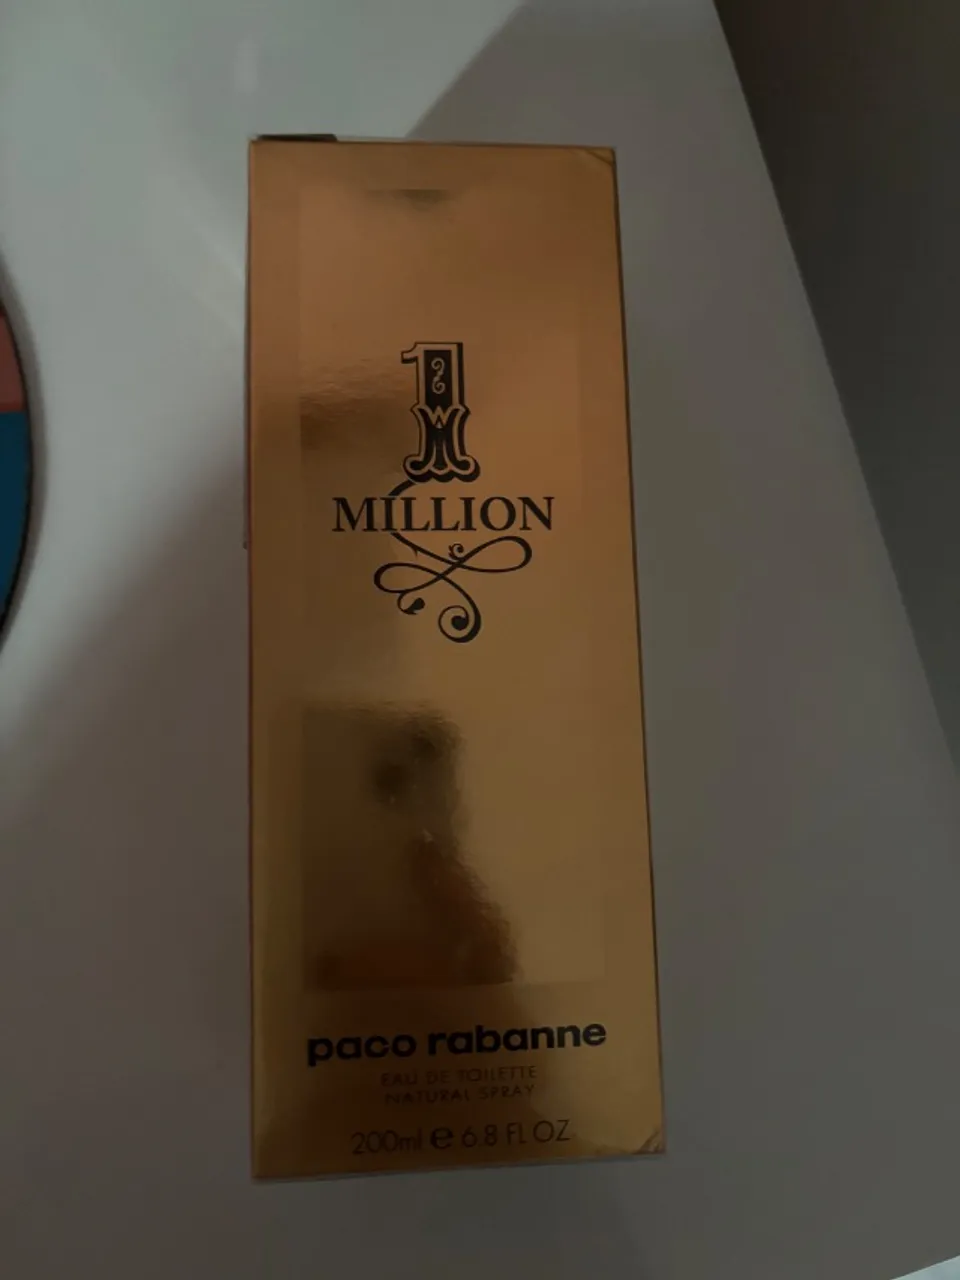 1
MILLION
paco rabanne
EAU DE TOILETTE
NATURAL SPRAY
200ml e 6.8 FL OZ